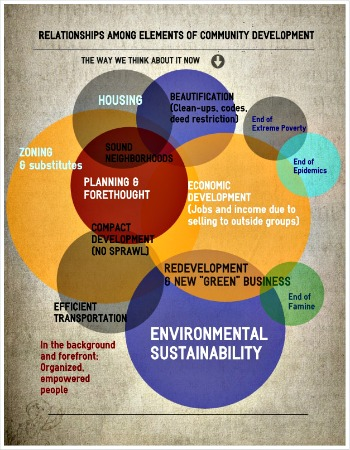 RELATIONSHIPS AMONG ELEMENTS OF COMMUNITY DEVELOPMENT
THE WAY WE THINK ABOUT IT NOW
HOUSING
BEAUTIFICATION
(Clean-ups, codes,
deed restriction)
End of
Extreme Poverty
SOUND
NEIGHBORHOODS
ZONING
& substitutes
End of
Epidemics
PLANNING &
FORETHOUGHT
ECONOMIC
DEVELOPMENT
(Jobs and income due to
selling to outside groups)
COMPACT
DEVELOPMENT
(NO SPRAWL)
REDEVELOPMENT
& NEW "GREEN" BUSINESS
EFFICIENT
TRANSPORTATION
End of
Famine
ENVIRONMENTAL
SUSTAINABILITY
In the background
and forefront:
Organized,
empowered
people